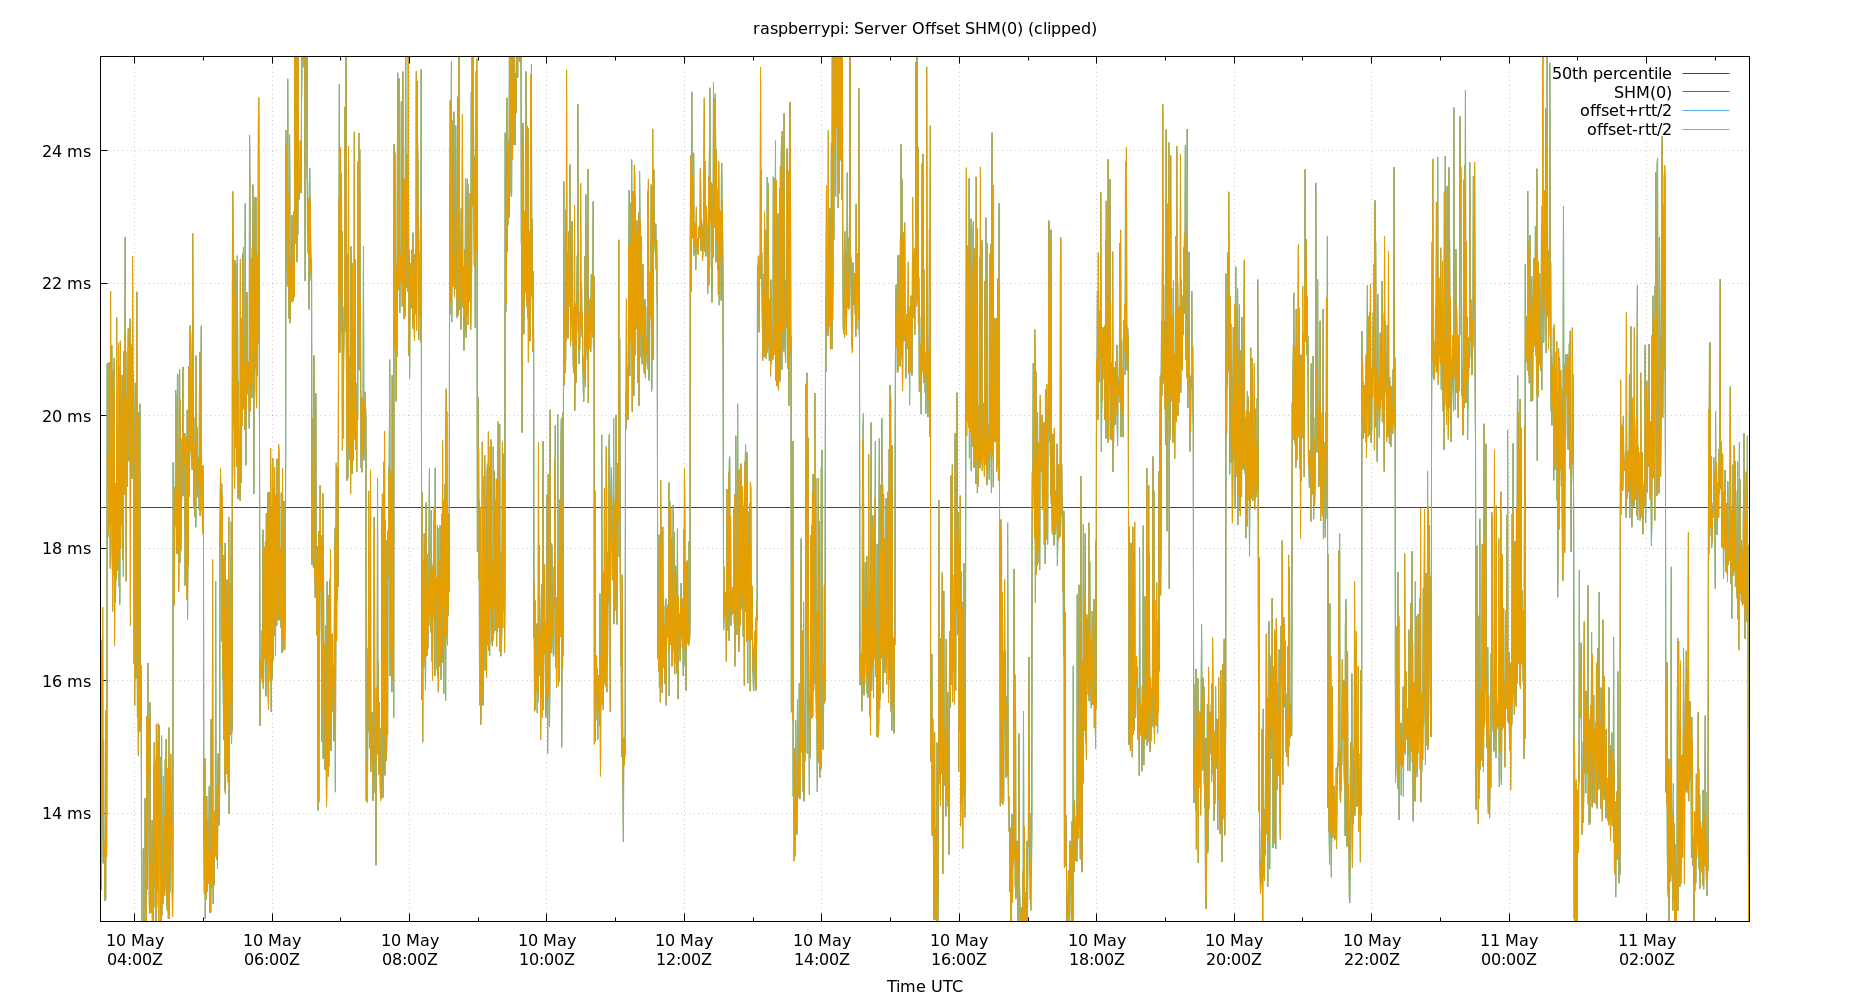 raspberrypi: Server Offset SHM(0) (clipped)
50th percentile
SHM(0)
offset+rtt/2
offset-rtt/2
24 ms
22 ms
20 ms
18 ms
16 ms
14 ms
10 May 10 May 10 May 10 May 10 May 10 May 10 May 10 May 10 May 10 May 11 May 11 May
04:00Z 06:00Z 08:00Z 10:00Z 12:00Z 14:00Z 16:00Z 18:00Z 20:00Z 22:00Z 00:00Z 02:00Z
Time UTC